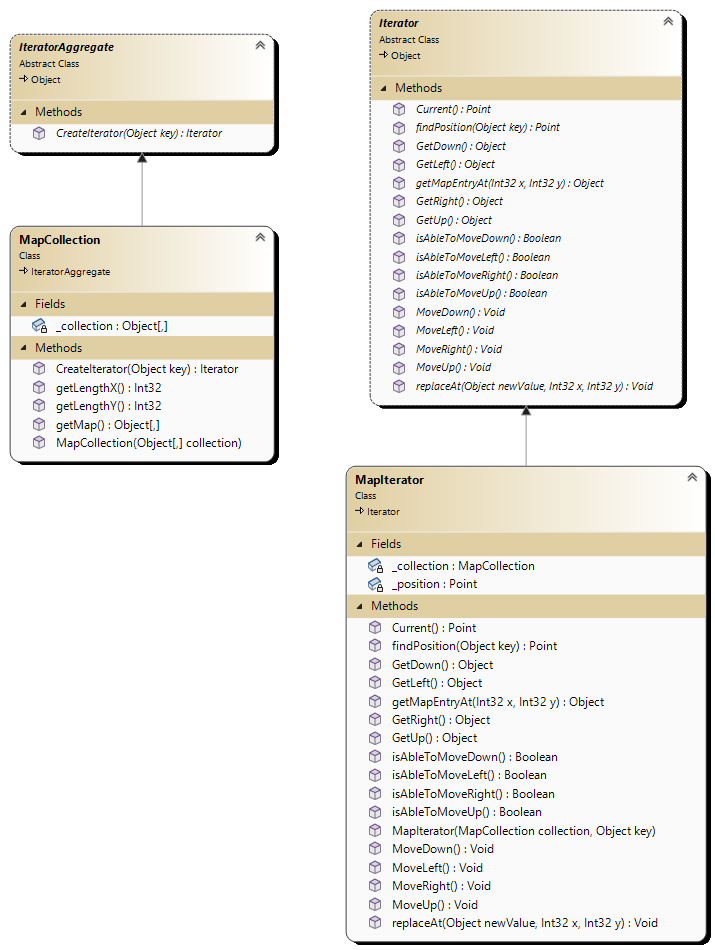 IteratorAggregate
Abstract Class
Object
Methods
CreateIterator(Object key) : Iterator
MapCollection
Class
IteratorAggregate
Fields
_collection : Object[,]
Methods
CreateIterator(Object key) : Iterator
getLengthX() : Int32
getLengthY() : Int32
getMap() : Object[,]
MapCollection(Object[,] collection)
Iterator
Abstract Class
Object
Methods
Current() : Point
findPosition(Object key) : Point
GetDown() : Object
GetLeft() : Object
getMapEntryAt(Int32 x, Int32 y) : Object
GetRight() : Object
GetUp() : Object
isAbleToMoveDown() : Boolean
isAbleToMoveLeft() : Boolean
isAbleToMoveRight() : Boolean
isAbleToMoveUp() : Boolean
MoveDown() : Void
MoveLeft() : Void
MoveRight() : Void
MoveUp() : Void
replaceAt(Object newValue, Int32 x, Int32 y) : Void
MapIterator
Class
Iterator
Fields
_collection : MapCollection
_position : Point
Methods
Current() : Point
findPosition(Object key) : Point
GetDown() : Object
GetLeft() : Object
getMapEntryAt(Int32 x, Int32 y) : Object
GetRight() : Object
GetUp() : Object
isAbleToMoveDown() : Boolean
isAbleToMoveLeft() : Boolean
isAbleToMoveRight() : Boolean
isAbleToMoveUp() : Boolean
MapIterator(MapCollection collection, Object key)
MoveDown() : Void
MoveLeft() : Void
MoveRight() : Void
MoveUp() : Void
replaceAt(Object newValue, Int32 x, Int32 y) : Void